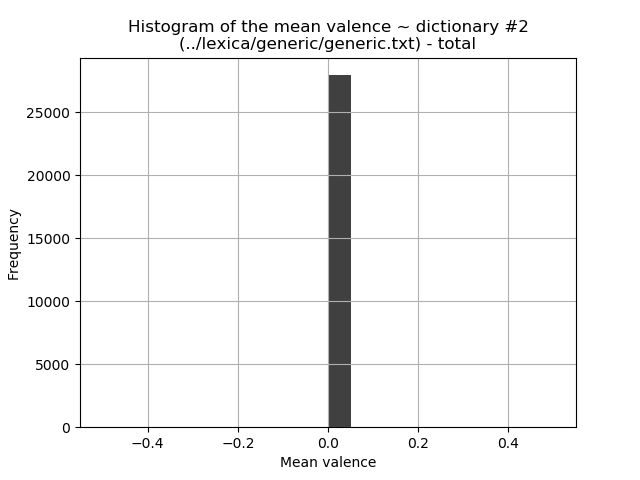 Histogram of the mean valence ~ dictionary #2
(../lexica/generic/generic.txt) - total
25000
20000
15000
10000
5000
0
Frequency
−0.4 −0.2 0.0 0.2 0.4
Mean valence